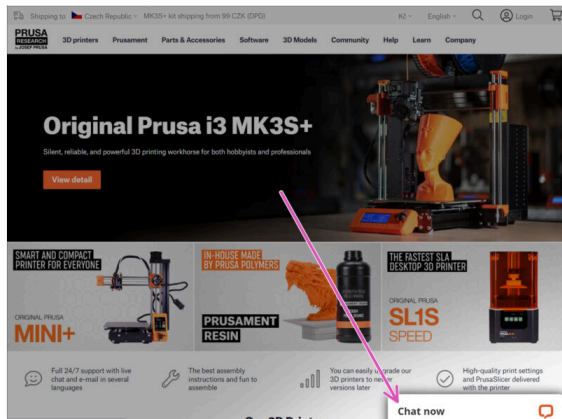 Shipping to Czech Republic MK3S+ kit shipping from 99 CZK (DPD) Kč English Login
PRUSA
RESEARCH
by JOSEF PRUSA
3D printers Prusament Parts & Accessories Software 3D Models Community Help Learn Company
Original Prusa i3 MK3S+
Silent, reliable, and powerful 3D printing workhorse for both hobbyists and professionals
View detail
SMART AND COMPACT
PRINTER FOR EVERYONE
ORIGINAL PRUSA
MINI+
IN-HOUSE MADE
BY PRUSA POLYMERS
PRUSAMENT
RESIN
THE FASTEST SLA
DESKTOP 3D PRINTER
ORIGINAL PRUSA
SL1S
SPEED
Full 24/7 support with live
chat and e-mail in several
languages
The best assembly
instructions and fun to
assemble
You can easily upgrade our
3D printers to newer
versions later
High-quality print settings
and PrusaSlicer delivered
with the printer
Chat now